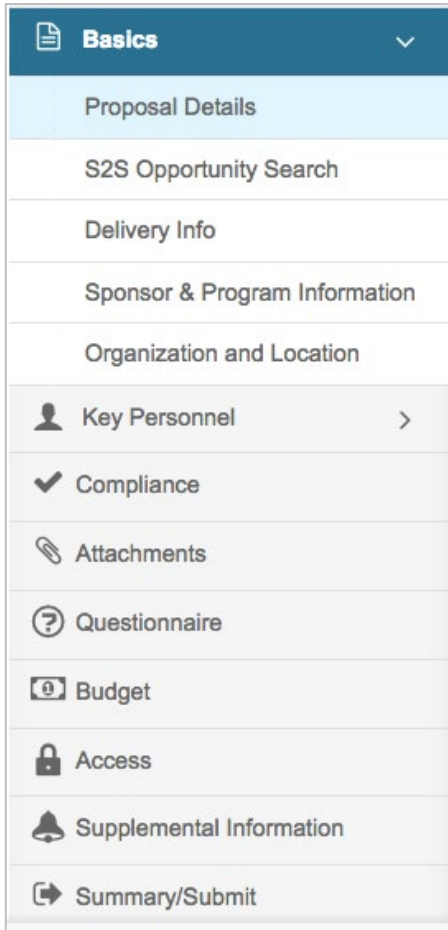 Basics
Proposal Details
S2S Opportunity Search
Delivery Info
Sponsor & Program Information
Organization and Location
Key Personnel
Compliance
Attachments
Questionnaire
Budget
Access
Supplemental Information
Summary/Submit